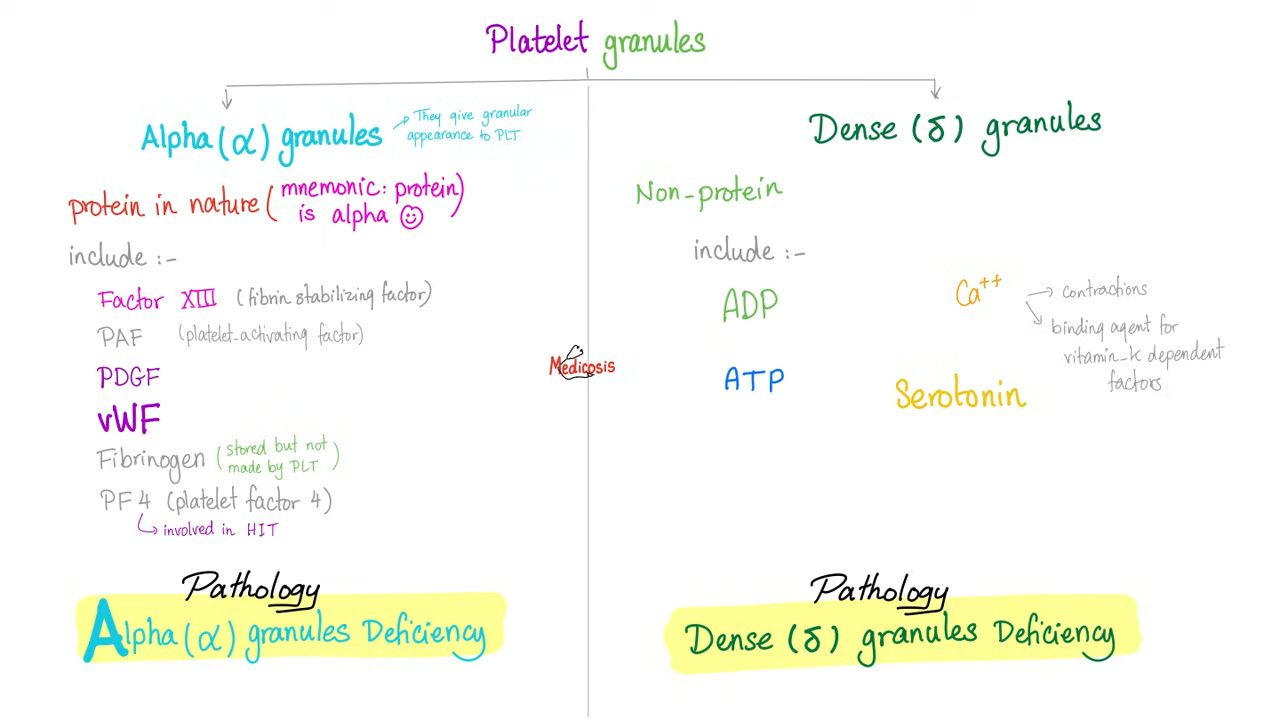 Platelet granules
Alpha (α) granules
They give granular
appearance to PLT
protein in nature (mnemonic: protein
is alpha ☺)
include :-
Factor XIII (fibrin stabilizing factor)
PAF (platelet-activating factor)
PDGF
vWF
Fibrinogen (stored but not
made by PLT)
PF4 (platelet factor 4)
involved in HIT
Pathology
Alpha (α) granules Deficiency
Medicosis
Dense (δ) granules
Non-protein
include :-
ADP
Ca++
contractions
binding agent for
vitamin-k dependent
factors
ATP
Serotonin
Pathology
Dense (δ) granules Deficiency